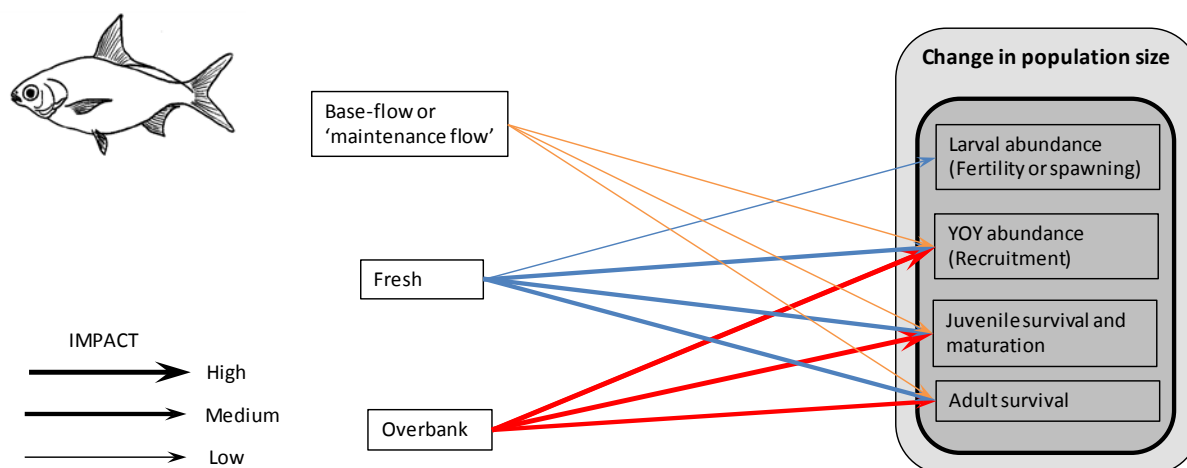 Change in population size
Base-flow or
‘maintenance flow’
Larval abundance
(Fertility or spawning)
YOY abundance
(Recruitment)
Fresh
Juvenile survival and
maturation
IMPACT
High
Adult survival
Medium
Overbank
Low